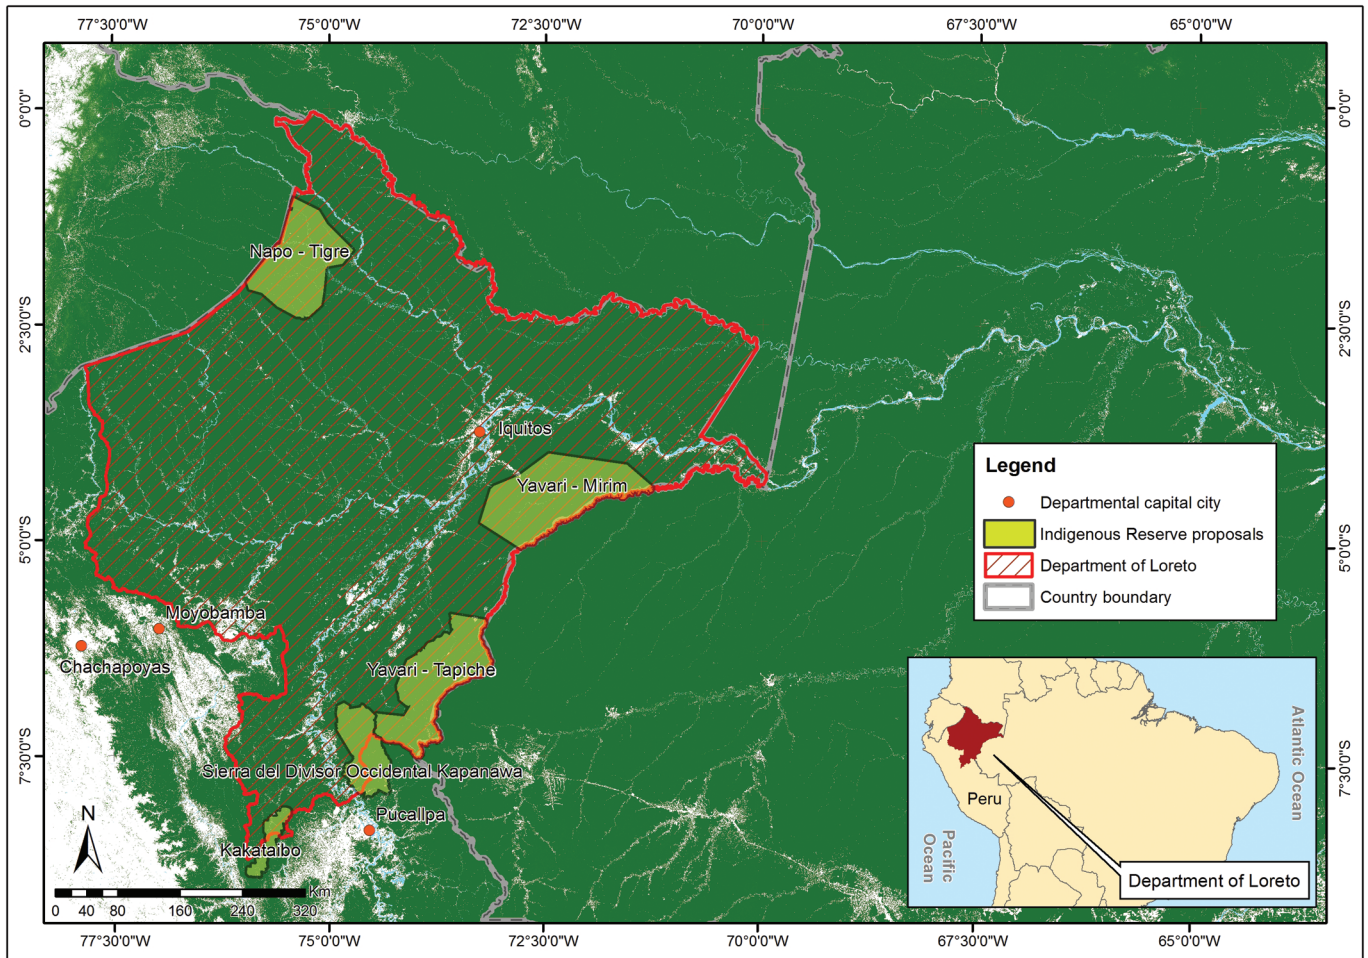 77°30'0"W
75°0'0"W
72°30'0"W
70°0'0"W
67°30'0"W
65°0'0"W
0°0'0"
0°0'0"
Napo - Tigre
2°30'0"S
2°30'0"S
Iquitos
Yavari - Mirim
5°0'0"S
5°0'0"S
Legend
Departmental capital city
Indigenous Reserve proposals
Department of Loreto
Country boundary
Moyobamba
Chachapoyas
Yavari - Tapiche
7°30'0"S
7°30'0"S
Sierra del Divisor Occidental Kapanawa
Pucallpa
Kakataibo
N
Km
0 40 80 160 240 320
Peru
Pacific
Ocean
Atlantic Ocean
Department of Loreto
77°30'0"W
75°0'0"W
72°30'0"W
70°0'0"W
67°30'0"W
65°0'0"W